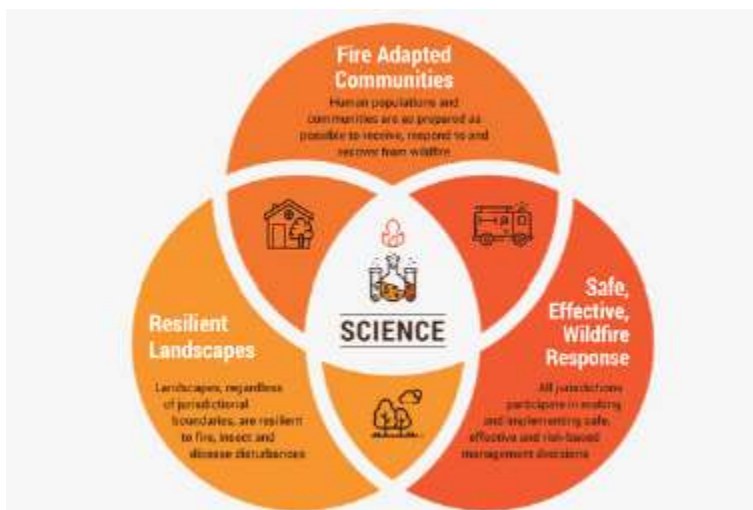 Fire Adapted
Communities
Human populations and
communities are as prepared as
possible to receive, respond to and
recover from wildfire
SCIENCE
Resilient
Landscapes
Landscapes, regardless
of jurisdictional
boundaries, are resilient
to fire, insect and
disease disturbances
Safe,
Effective,
Wildfire
Response
All jurisdictions
participate in making
and implementing safe,
effective and risk-based
management decisions